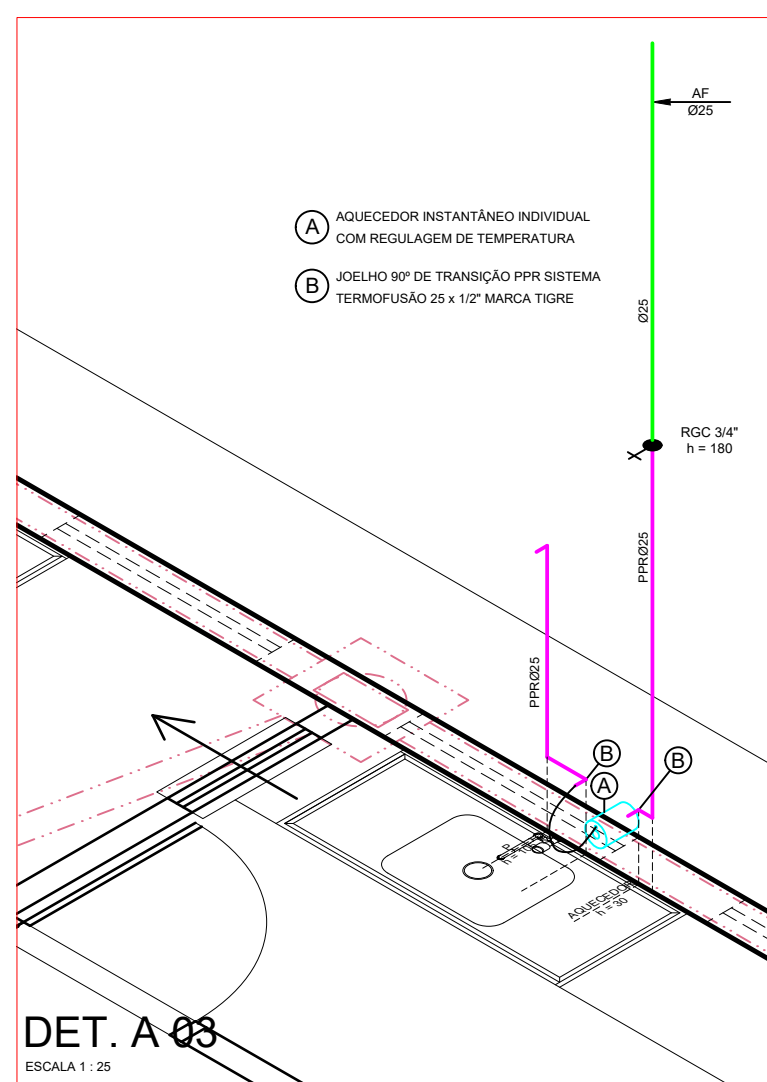 AF
Ø25
A
AQUECEDOR INSTANTÂNEO INDIVIDUAL
COM REGULAGEM DE TEMPERATURA
B
JOELHO 90º DE TRANSIÇÃO PPR SISTEMA
TERMOFUSÃO 25 x 1/2" MARCA TIGRE
Ø25
RGC 3/4"
h = 180
PPRØ25
PPRØ25
B
A
B
P
AQUECEDOR
h = 30
DET. A 03
ESCALA 1 : 25